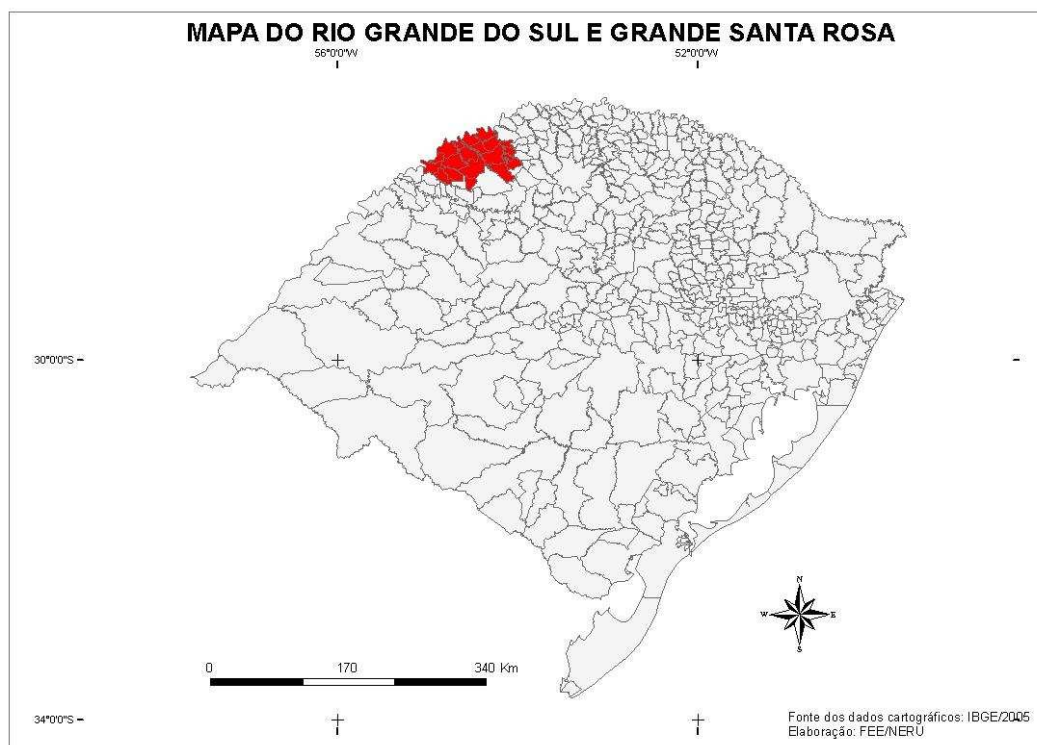 MAPA DO RIO GRANDE DO SUL E GRANDE SANTA ROSA
56°0'0"W
52°0'0"W
30°0'0"S
N
W
E
S
0
170
340 Km
34°0'0"S
Fonte dos dados cartográficos: IBGE/2005
Elaboração: FEE/NERU